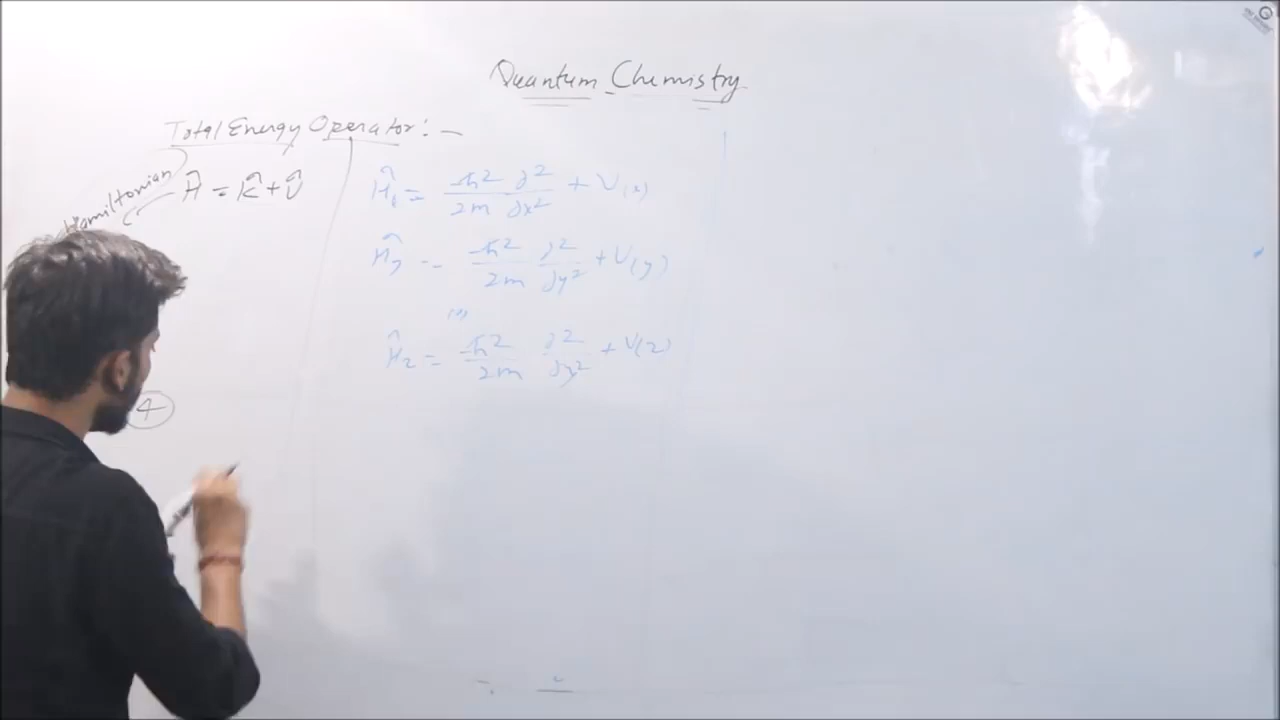 Quantum Chemistry
Total Energy Operator : -
Hamiltonian
Ĥ = K̂ + Û
④
Ĥₓ = -ħ²/2m ∂²/∂x² + V(x)
Ĥy = -ħ²/2m ∂²/∂y² + V(y)
Ĥz = -ħ²/2m ∂²/∂z² + V(z)